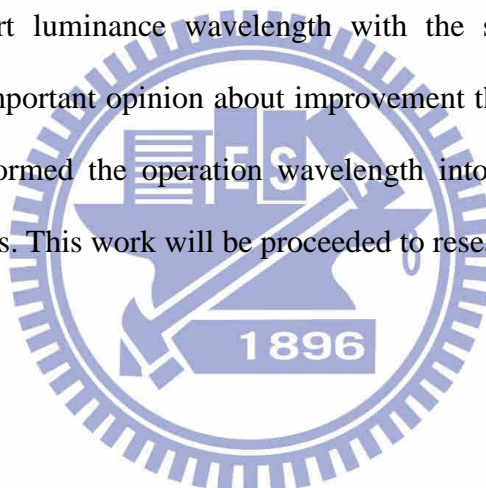 rt luminance wavelength with the s
mportant opinion about improvement th
ormed the operation wavelength into
s. This work will be proceeded to rese
E S
1896